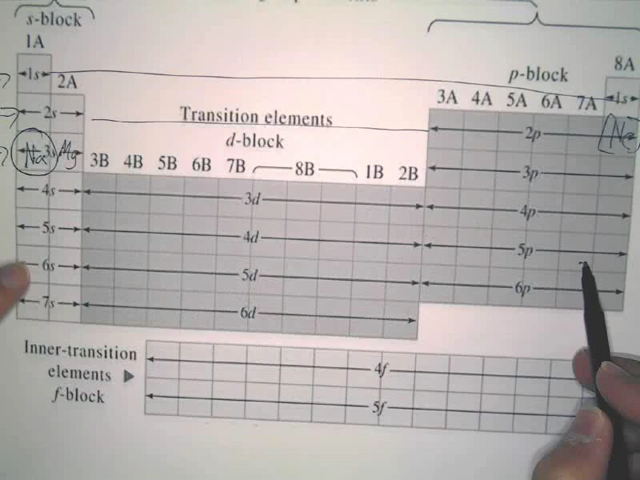 s-block
1A
8A
1s
2A
p-block
1s
3A 4A 5A 6A 7A
2s
Transition elements
2p
Ne
d-block
Na
3s
Mg
3B 4B 5B 6B 7B 8B 1B 2B
3p
4s
3d
4p
5s
4d
5p
6s
5d
6p
7s
6d
Inner-transition
elements
f-block
4f
5f